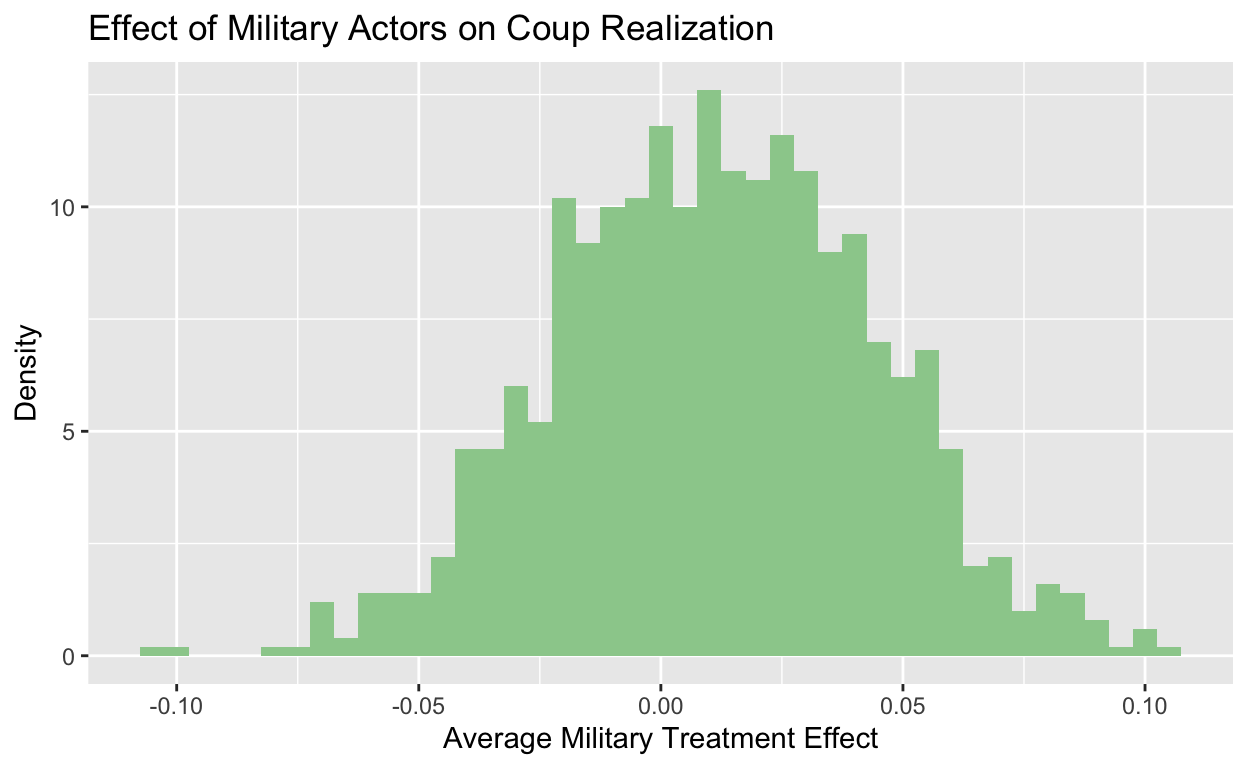 Effect of Military Actors on Coup Realization
Density
10
5
0
-0.10
-0.05
0.00
0.05
0.10
Average Military Treatment Effect